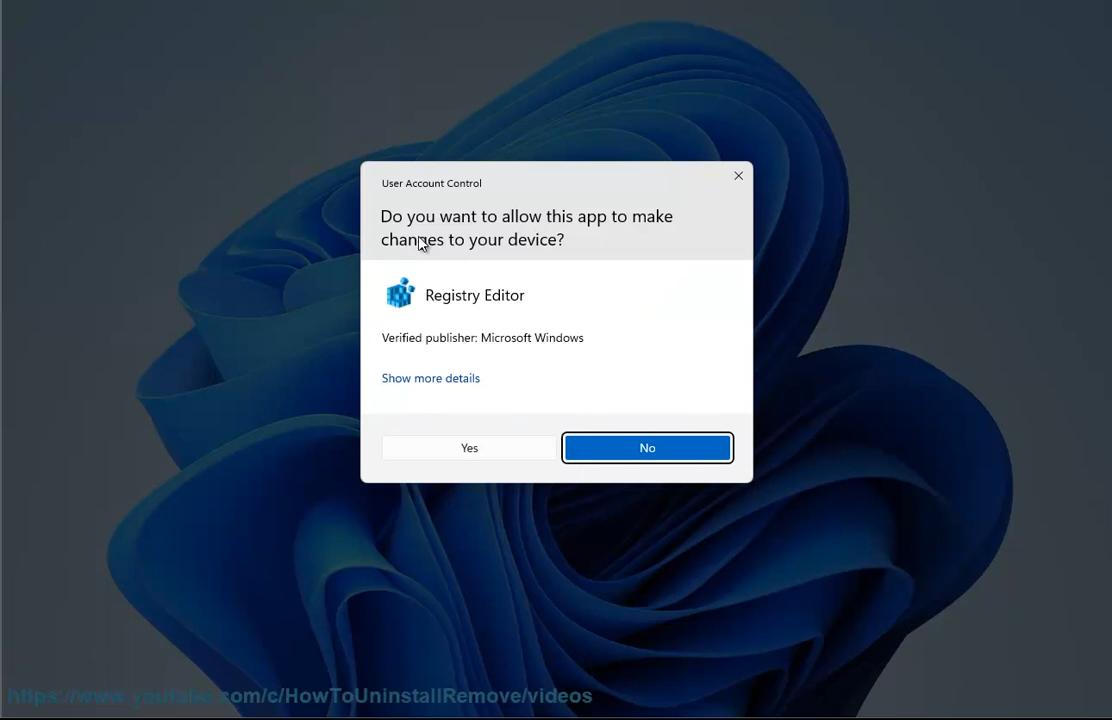 User Account Control
Do you want to allow this app to make
changes to your device?
Registry Editor
Verified publisher: Microsoft Windows
Show more details
Yes
No
https://www.youtube.com/c/HowToUninstallRemove/videos